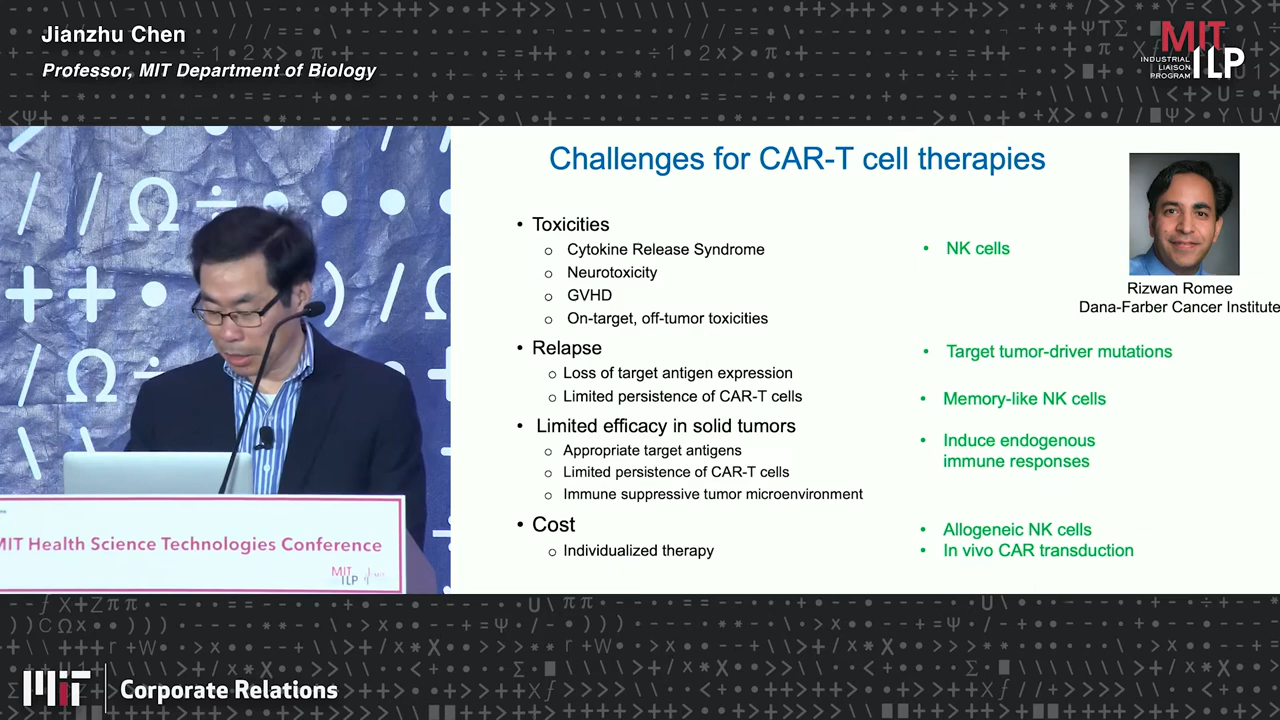 Jianzhu Chen
Professor, MIT Department of Biology
MIT
INDUSTRIAL
LIAISON
PROGRAM
ILP
Challenges for CAR-T cell therapies
• Toxicities
o Cytokine Release Syndrome
o Neurotoxicity
o GVHD
o On-target, off-tumor toxicities
• NK cells
Rizwan Romee
Dana-Farber Cancer Institute
• Relapse
o Loss of target antigen expression
o Limited persistence of CAR-T cells
• Target tumor-driver mutations
• Memory-like NK cells
• Limited efficacy in solid tumors
o Appropriate target antigens
o Limited persistence of CAR-T cells
o Immune suppressive tumor microenvironment
• Induce endogenous
immune responses
• Cost
o Individualized therapy
• Allogeneic NK cells
• In vivo CAR transduction
MIT Health Science Technologies Conference
MIT
ILP
MIT
Corporate Relations